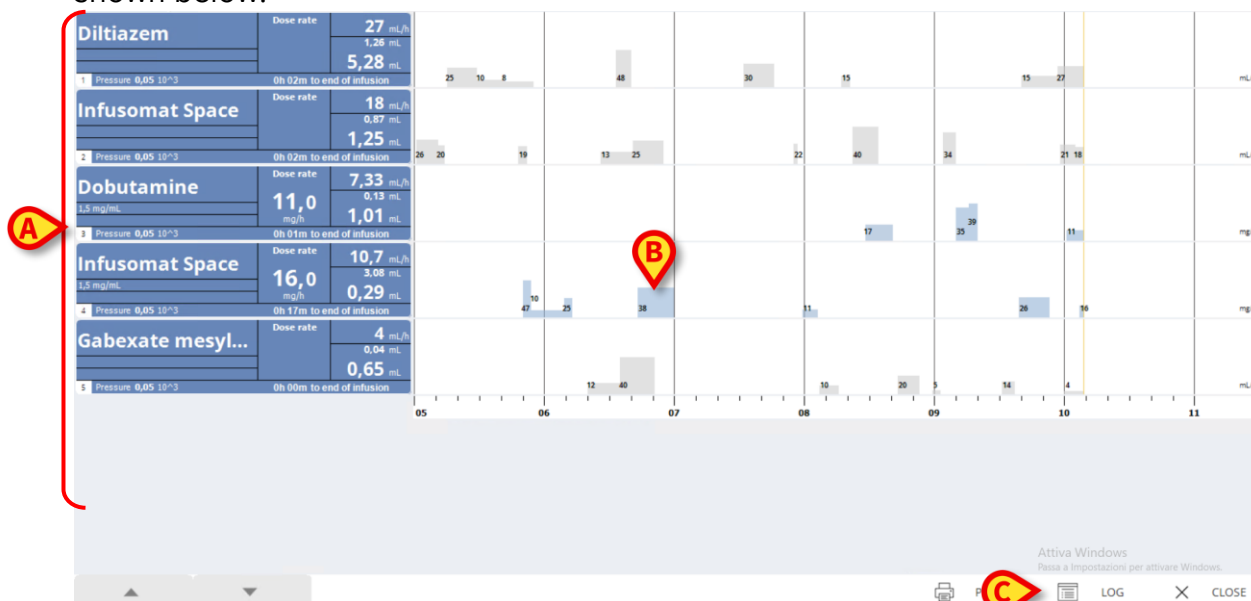 shown below.
Diltiazem
Dose rate
27 mL/h
1,26 mL
5,28 mL
1 Pressure 0,05 10^3
0h 02m to end of infusion
25 10 8 48 30 15 15 27
Infusomat Space
Dose rate
18 mL/h
0,87 mL
1,25 mL
2 Pressure 0,05 10^3
0h 02m to end of infusion
26 20 19 13 25 22 40 34 21 18
Dobutamine
1,5 mg/mL
Dose rate
11,0
mg/h
7,33 mL/h
0,13 mL
1,01 mL
3 Pressure 0,05 10^3
0h 01m to end of infusion
17 35 39 11
A
Infusomat Space
1,5 mg/mL
Dose rate
16,0
mg/h
10,7 mL/h
3,08 mL
0,29 mL
4 Pressure 0,05 10^3
0h 17m to end of infusion
47 10 25 38 11 26 16
B
Gabexate mesyl...
Dose rate
4 mL/h
0,04 mL
0,65 mL
5 Pressure 0,05 10^3
0h 00m to end of infusion
12 40 10 20 5 14 4
05 06 07 08 09 10 11
Attiva Windows
Passa a Impostazioni per attivare Windows.
C LOG CLOSE